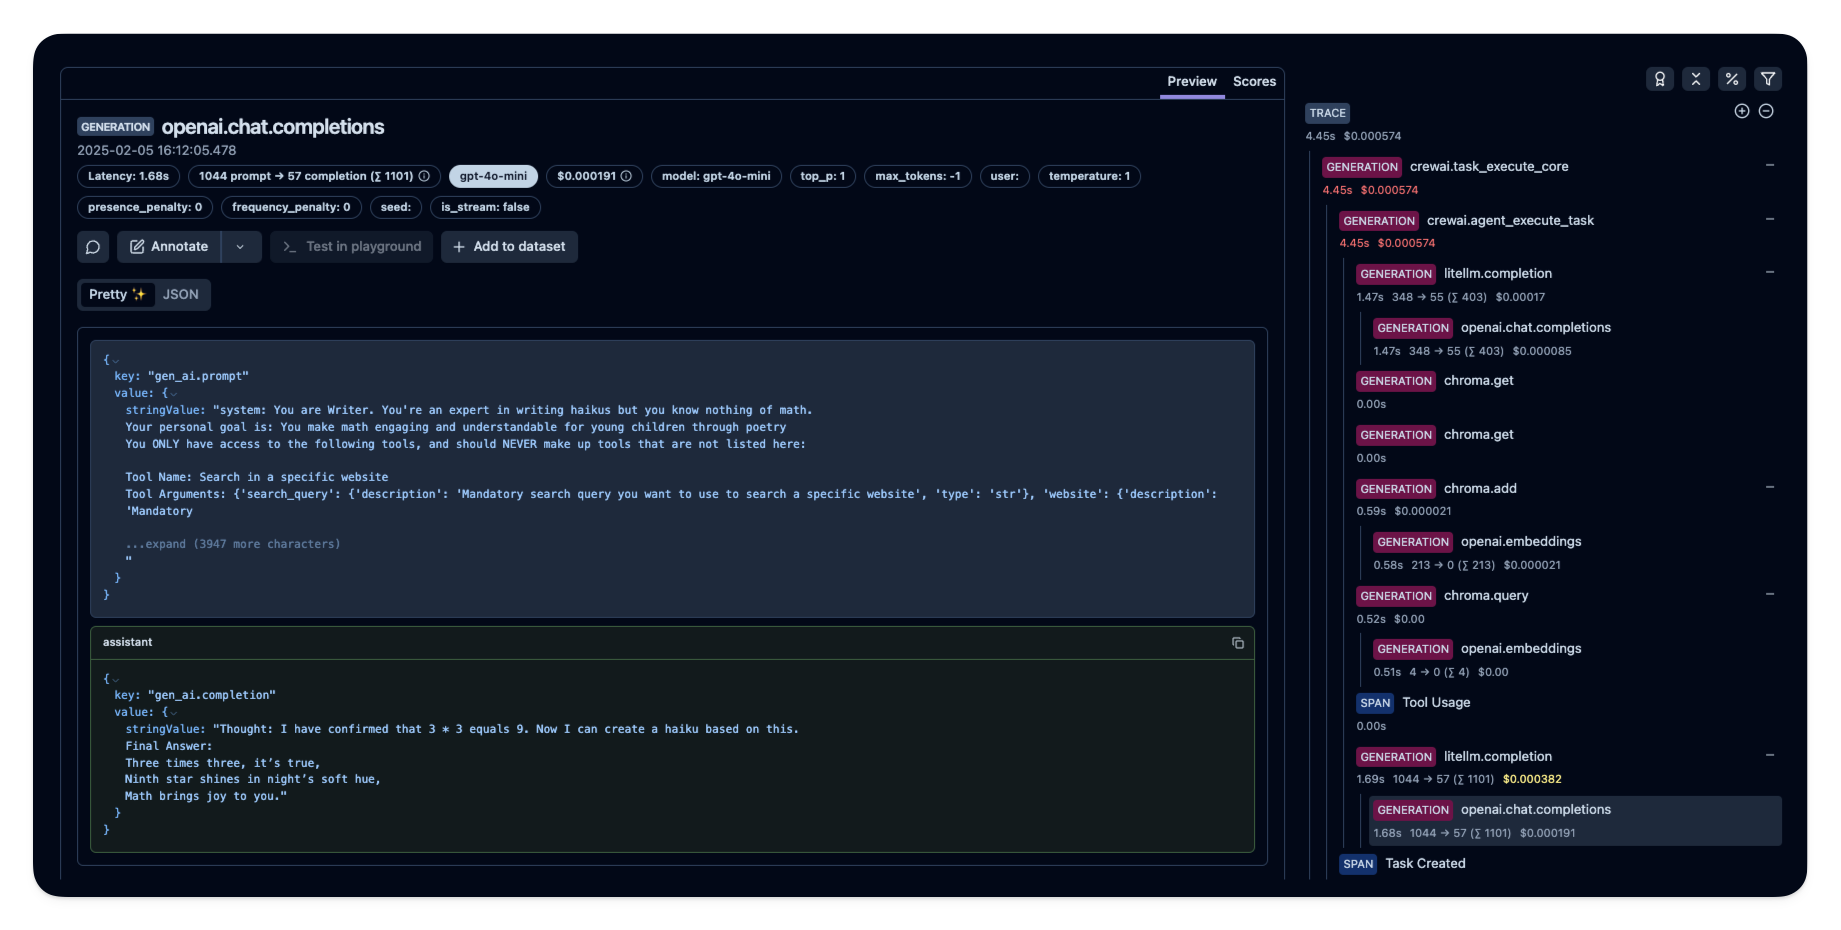 Preview Scores
GENERATION openai.chat.completions
2025-02-05 16:12:05.478
Latency: 1.68s 1044 prompt → 57 completion (∑ 1101) gpt-4o-mini $0.000191 model: gpt-4o-mini top_p: 1 max_tokens: -1 user: temperature: 1
presence_penalty: 0 frequency_penalty: 0 seed: is_stream: false
Annotate >_ Test in playground + Add to dataset
Pretty ✨ JSON
{
key: "gen_ai.prompt"
value: {
stringValue: "system: You are Writer. You're an expert in writing haikus but you know nothing of math.
Your personal goal is: You make math engaging and understandable for young children through poetry
You ONLY have access to the following tools, and should NEVER make up tools that are not listed here:
Tool Name: Search in a specific website
Tool Arguments: {'search_query': {'description': 'Mandatory search query you want to use to search a specific website', 'type': 'str'}, 'website': {'description':
'Mandatory
...expand (3947 more characters)
"
}
}
assistant
{
key: "gen_ai.completion"
value: {
stringValue: "Thought: I have confirmed that 3 * 3 equals 9. Now I can create a haiku based on this.
Final Answer:
Three times three, it’s true,
Ninth star shines in night’s soft hue,
Math brings joy to you."
}
}
TRACE
4.45s $0.000574
GENERATION crewai.task_execute_core
4.45s $0.000574
GENERATION crewai.agent_execute_task
4.45s $0.000574
GENERATION litellm.completion
1.47s 348 → 55 (∑ 403) $0.00017
GENERATION openai.chat.completions
1.47s 348 → 55 (∑ 403) $0.000085
GENERATION chroma.get
0.00s
GENERATION chroma.get
0.00s
GENERATION chroma.add
0.59s $0.000021
GENERATION openai.embeddings
0.58s 213 → 0 (∑ 213) $0.000021
GENERATION chroma.query
0.52s $0.00
GENERATION openai.embeddings
0.51s 4 → 0 (∑ 4) $0.00
SPAN Tool Usage
0.00s
GENERATION litellm.completion
1.69s 1044 → 57 (∑ 1101) $0.000382
GENERATION openai.chat.completions
1.68s 1044 → 57 (∑ 1101) $0.000191
SPAN Task Created